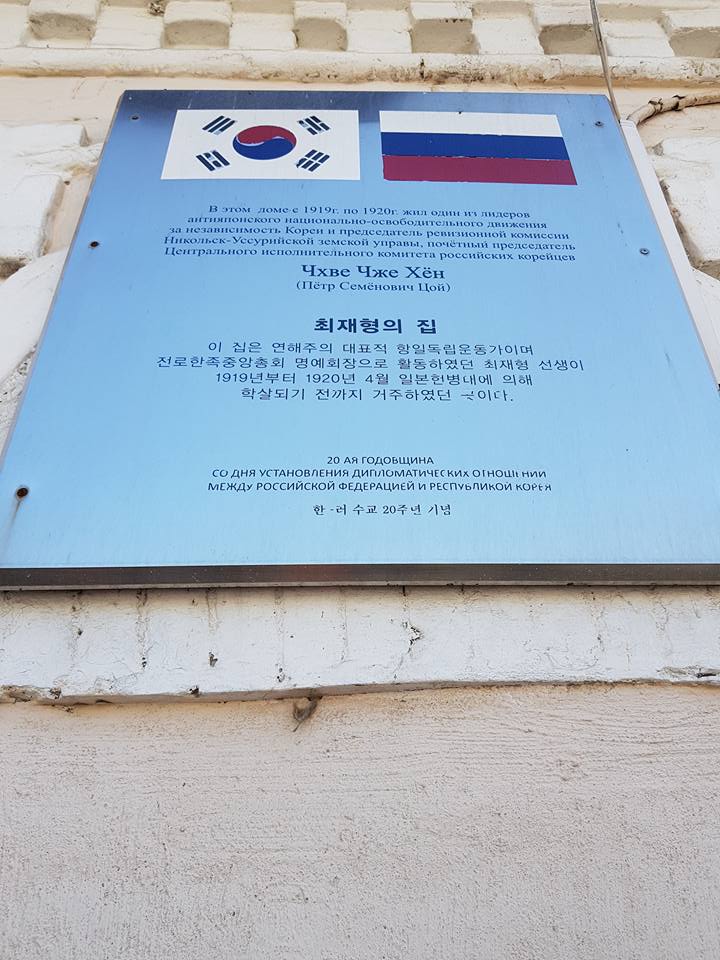 В этом доме с 1919г. по 1920г. жил один из лидеров
антияпонского национально-освободительного движения
за независимость Кореи и председатель ревизионной комиссии
Никольск-Уссурийской земской управы, почётный председатель
Центрального исполнительного комитета российских корейцев
Чхве Чже Хён
(Пётр Семёнович Цой)
최재형의 집
이 집은 연해주의 대표적 항일독립운동가이며
전로한족중앙총회 명예회장으로 활동하였던 최재형 선생이
1919년부터 1920년 4월 일본헌병대에 의해
학살되기 전까지 거주하였던 곳이다.
20 АЯ ГОДОВЩИНА
СО ДНЯ УСТАНОВЛЕНИЯ ДИПЛОМАТИЧЕСКИХ ОТНОШЕНИИ
МЕЖДУ РОССИЙСКОЙ ФЕДЕРАЦИЕЙ И РЕСПУБЛИКОЙ КОРЕЯ
한 -러 수교 20주년 기념